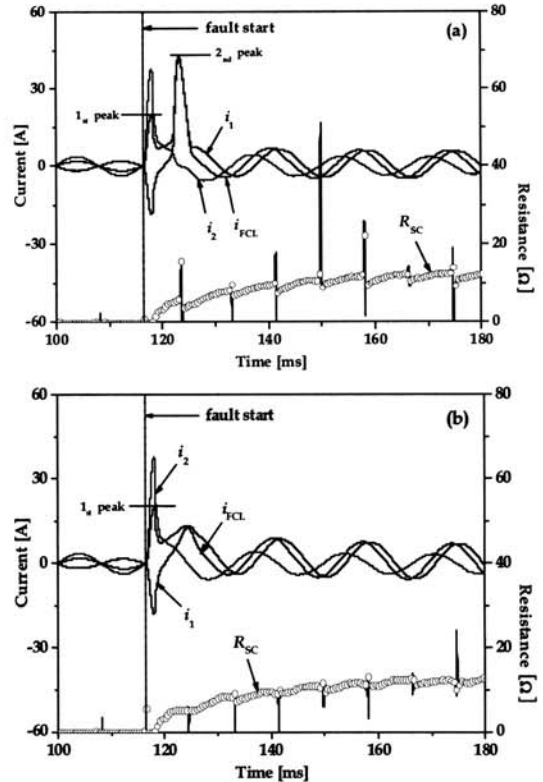 60
fault start
(a)
80
2nd peak
1st peak
i1
30
60
Current [A]
0
40
Resistance [Ω]
i2
iFCL
RSC
-30
20
-60
0
100
120
140
160
180
Time [ms]
60
fault start
(b)
80
i2
1st peak
iFCL
30
60
Current [A]
0
40
Resistance [Ω]
i1
RSC
-30
20
-60
0
100
120
140
160
180
Time [ms]